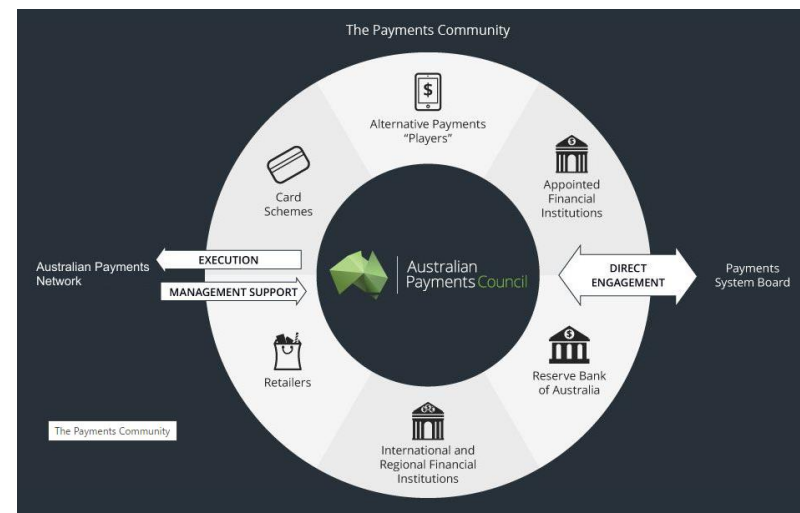 The Payments Community
$
Alternative Payments
“Players”
Card
Schemes
$
Appointed
Financial
Institutions
Australian Payments
Network
EXECUTION
MANAGEMENT SUPPORT
Australian
Payments Council
DIRECT
ENGAGEMENT
Payments
System Board
Retailers
$
Reserve Bank
of Australia
International and
Regional Financial
Institutions
The Payments Community